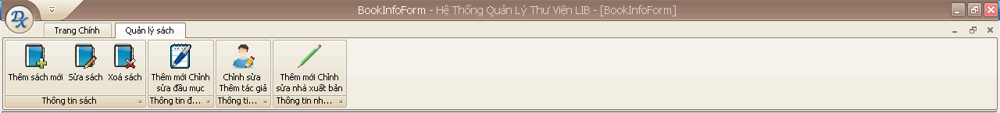 BookInfoForm - Hệ Thống Quản Lý Thư Viện LIB - [BookInfoForm]
DX
Trang Chính
Quản lý sách
Thêm sách mới
Sửa sách
Xoá sách
Thêm mới Chỉnh
sửa đầu mục
Chỉnh sửa
Thêm tác giả
Thêm mới Chỉnh
sửa nhà xuất bản
Thông tin sách
Thông tin đ...
Thông ti...
Thông tin nh...